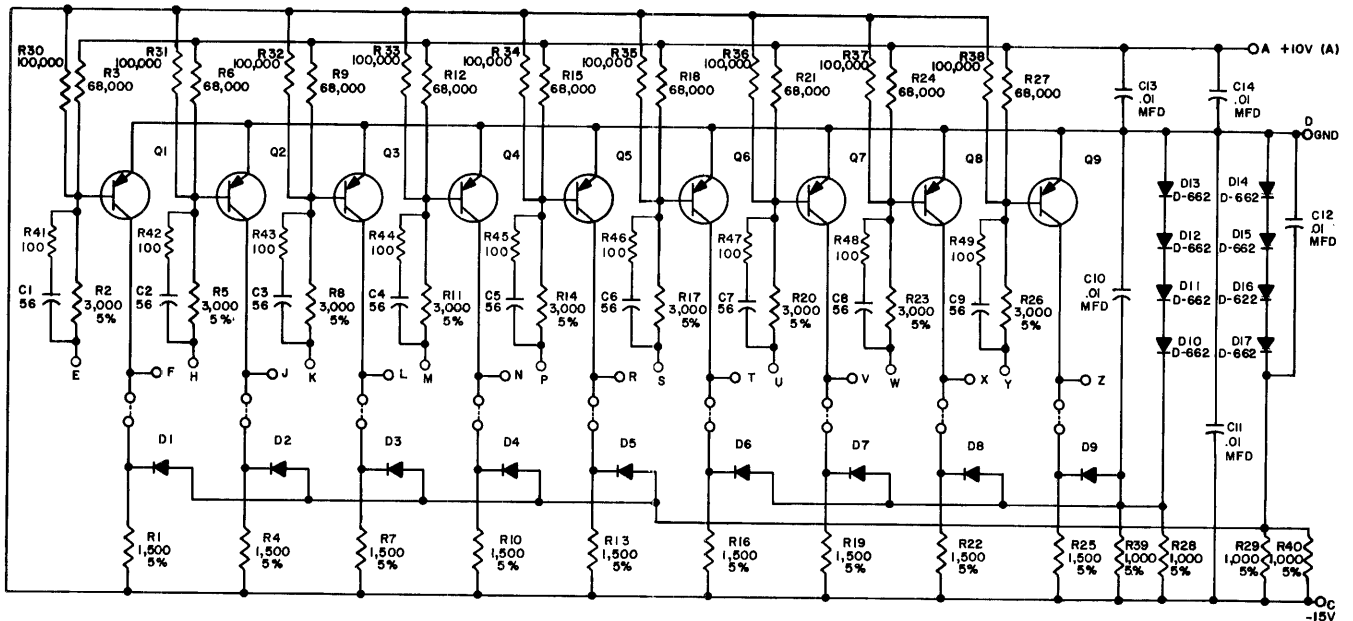 R30
100,000
R3
68,000
R31
100,000
R6
68,000
R32
100,000
R9
68,000
R33
100,000
R12
68,000
R34
100,000
R15
68,000
R35
100,000
R18
68,000
R36
100,000
R21
68,000
R37
100,000
R24
68,000
R38
100,000
R27
68,000
C13
.01
MFD
C14
.01
MFD
A +10V (A)
D
GND
Q1
Q2
Q3
Q4
Q5
Q6
Q7
Q8
Q9
R41
100
R42
100
R43
100
R44
100
R45
100
R46
100
R47
100
R48
100
R49
100
C1
56
R2
3,000
5%
C2
56
R5
3,000
5%
C3
56
R8
3,000
5%
C4
56
R11
3,000
5%
C5
56
R14
3,000
5%
C6
56
R17
3,000
5%
C7
56
R20
3,000
5%
C8
56
R23
3,000
5%
C9
56
R26
3,000
5%
C10
.01
MFD
D13
D-662
D12
D-662
D11
D-662
D10
D-662
D14
D-662
D15
D-662
D16
D-622
D17
D-662
C12
.01
MFD
C11
.01
MFD
E
F
H
J
K
L
M
N
P
R
S
T
U
V
W
X
Y
Z
D1
D2
D3
D4
D5
D6
D7
D8
D9
R1
1,500
5%
R4
1,500
5%
R7
1,500
5%
R10
1,500
5%
R13
1,500
5%
R16
1,500
5%
R19
1,500
5%
R22
1,500
5%
R25
1,500
5%
R39
1,000
5%
R28
1,000
5%
R29
1,000
5%
R40
1,000
5%
C
-15V